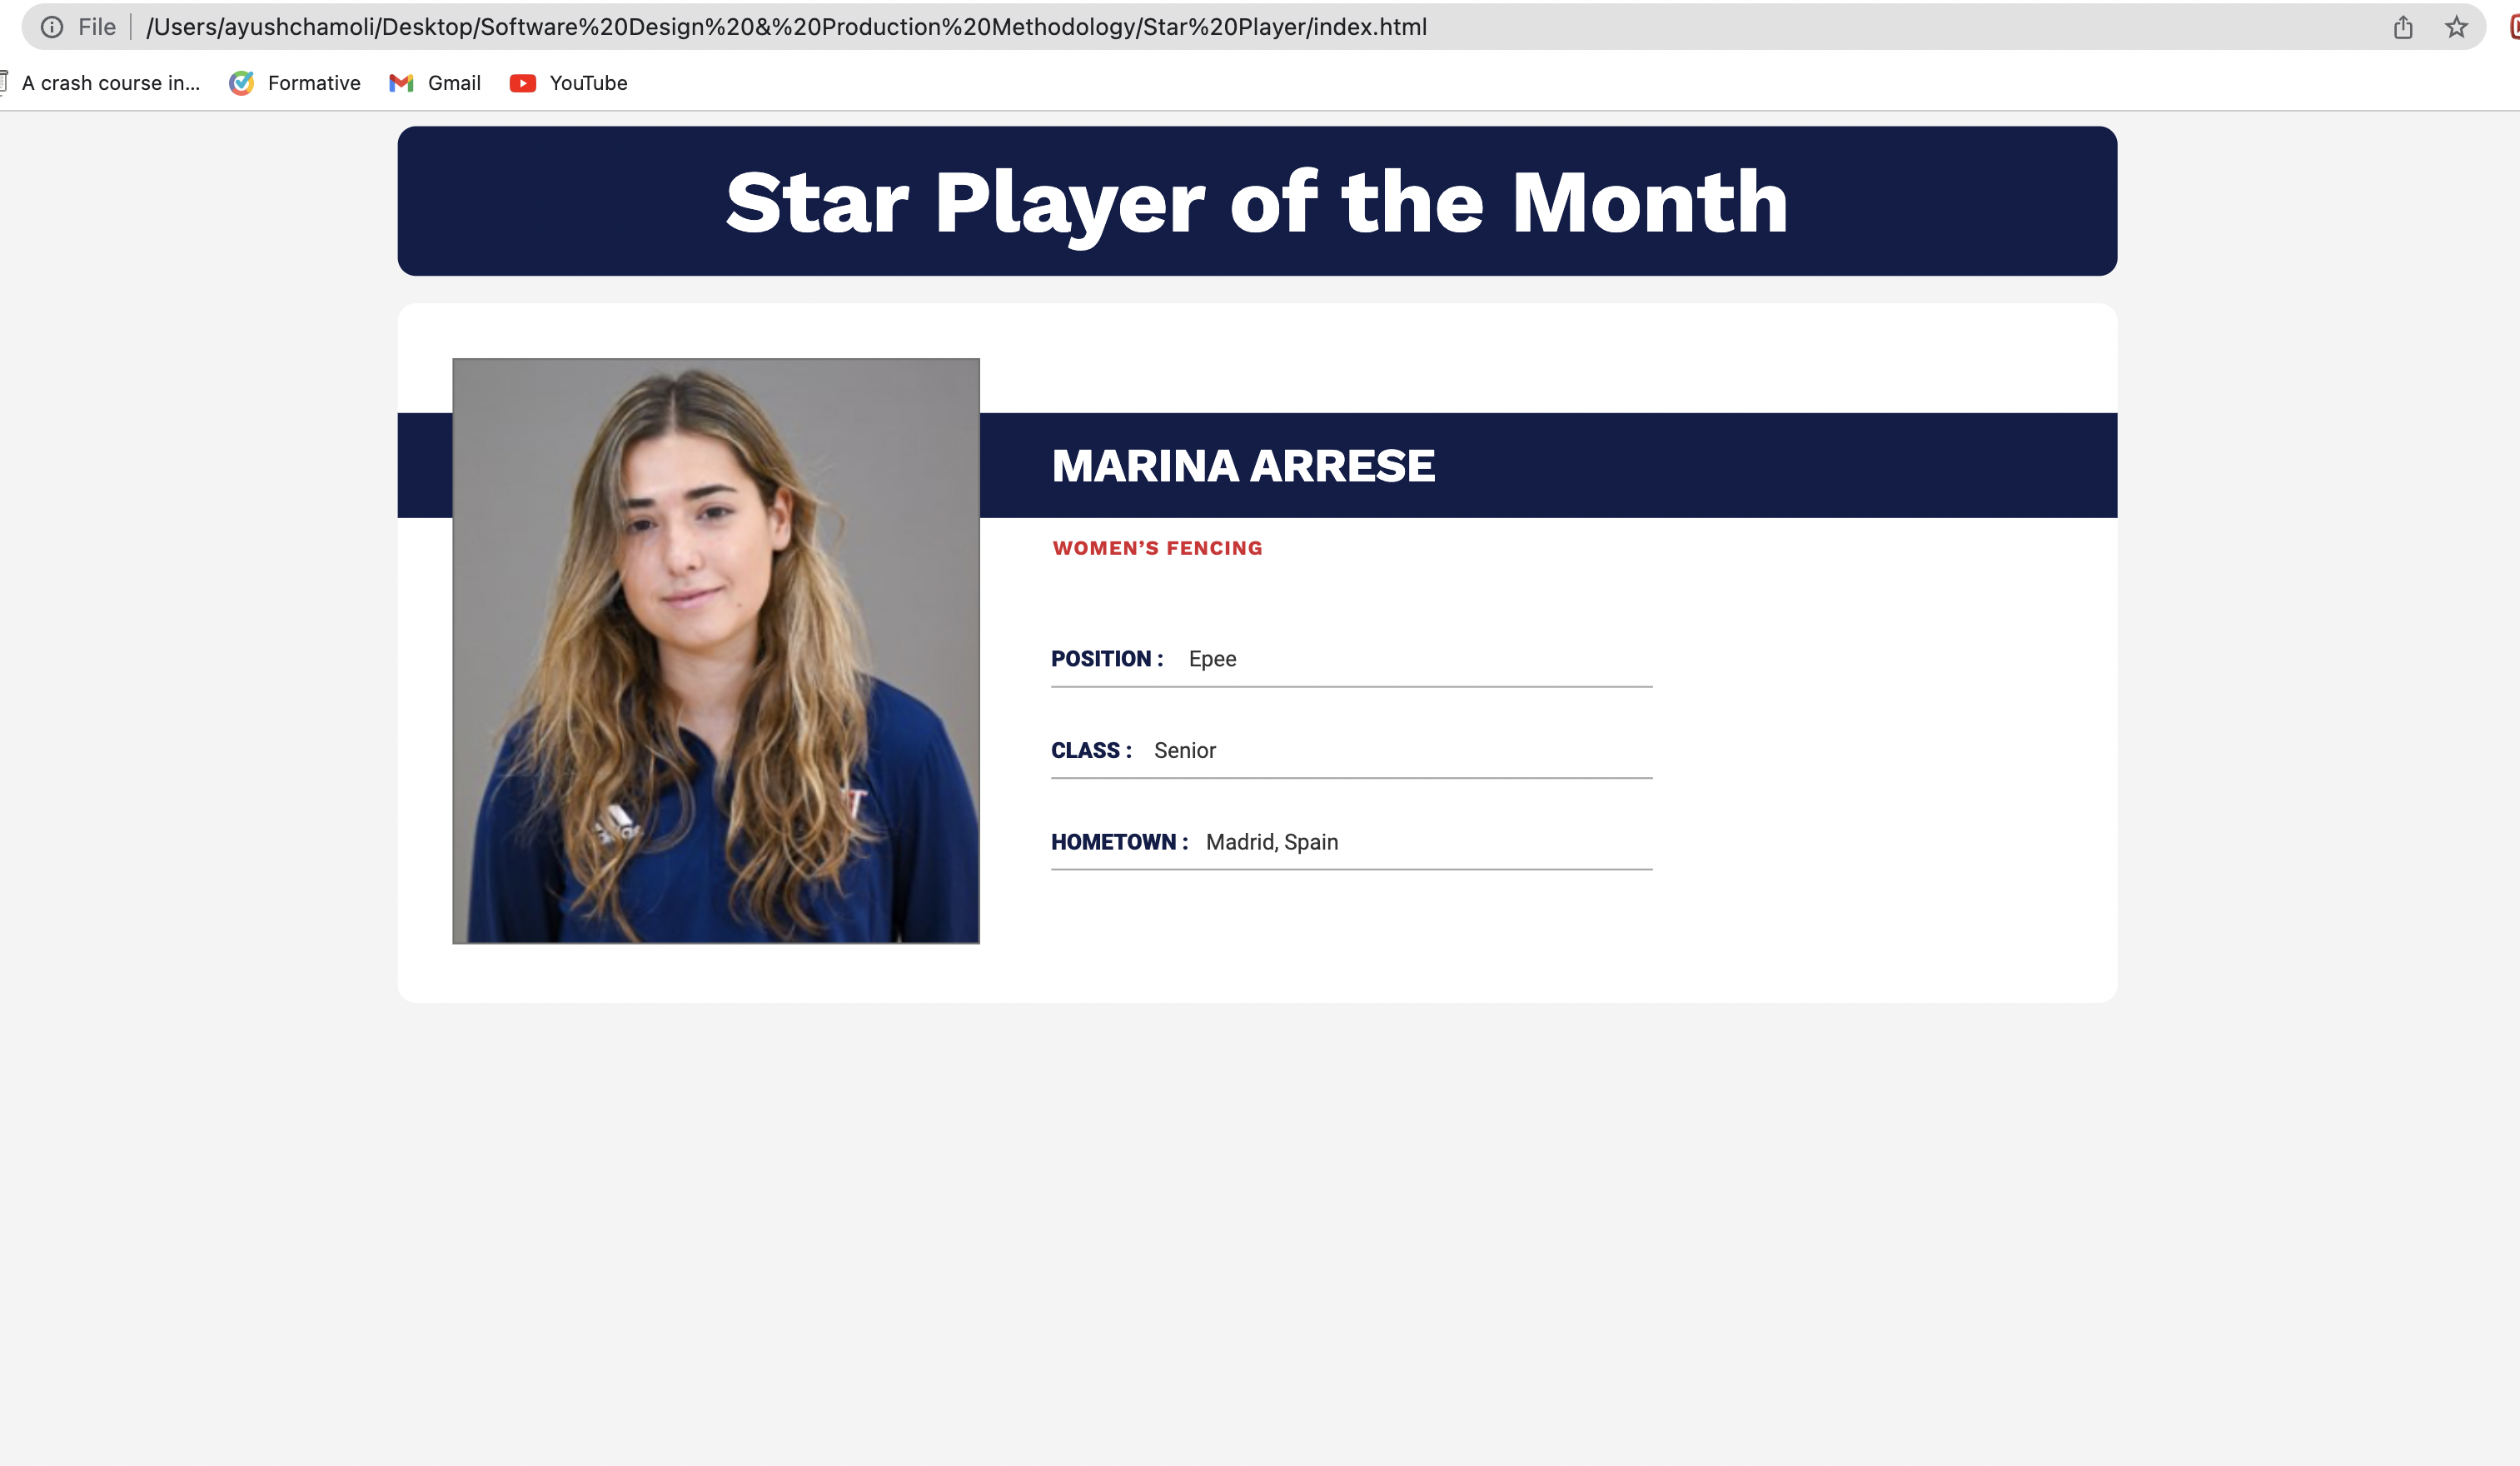 File
/Users/ayushchamoli/Desktop/Software%20Design%20&%20Production%20Methodology/Star%20Player/index.html
A crash course in...
Formative
Gmail
YouTube
Star Player of the Month
MARINA ARRESE
WOMEN’S FENCING
POSITION : Epee
CLASS : Senior
HOMETOWN : Madrid, Spain